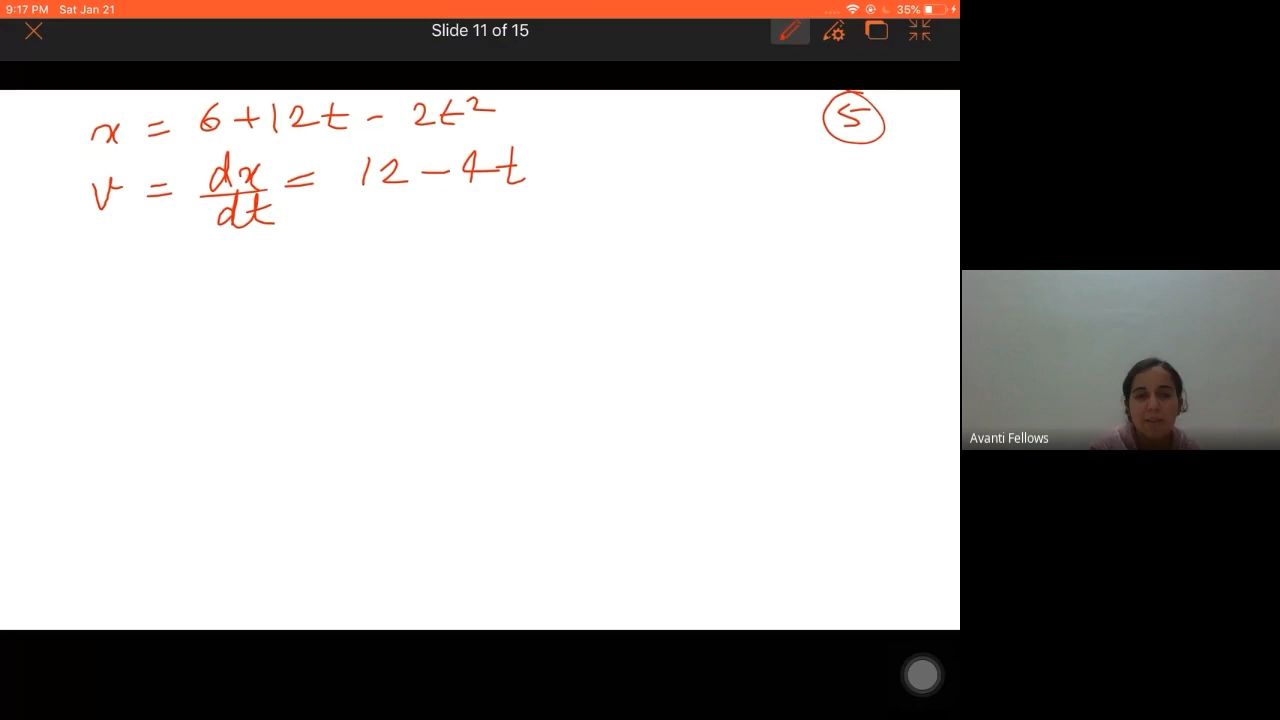 9:17 PM Sat Jan 21
35%
Slide 11 of 15
x = 6 + 12t - 2t²
5
v = dx/dt = 12 - 4t
Avanti Fellows